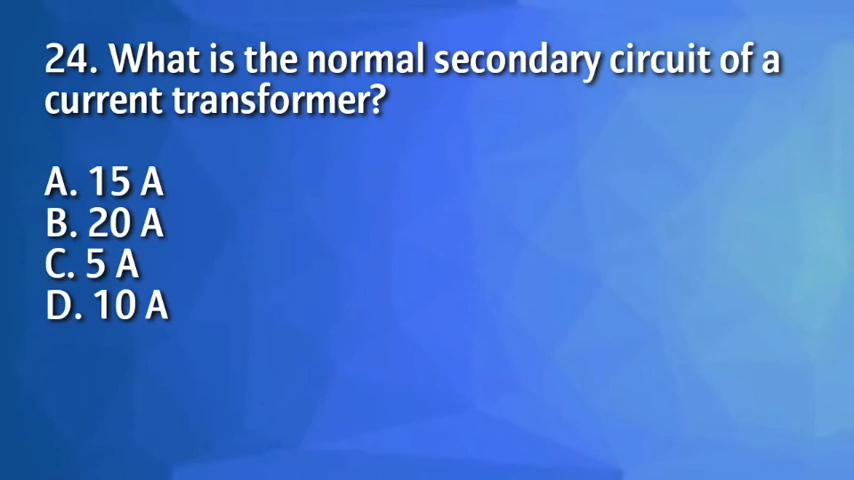 24. What is the normal secondary circuit of a
current transformer?
A. 15 A
B. 20 A
C. 5 A
D. 10 A